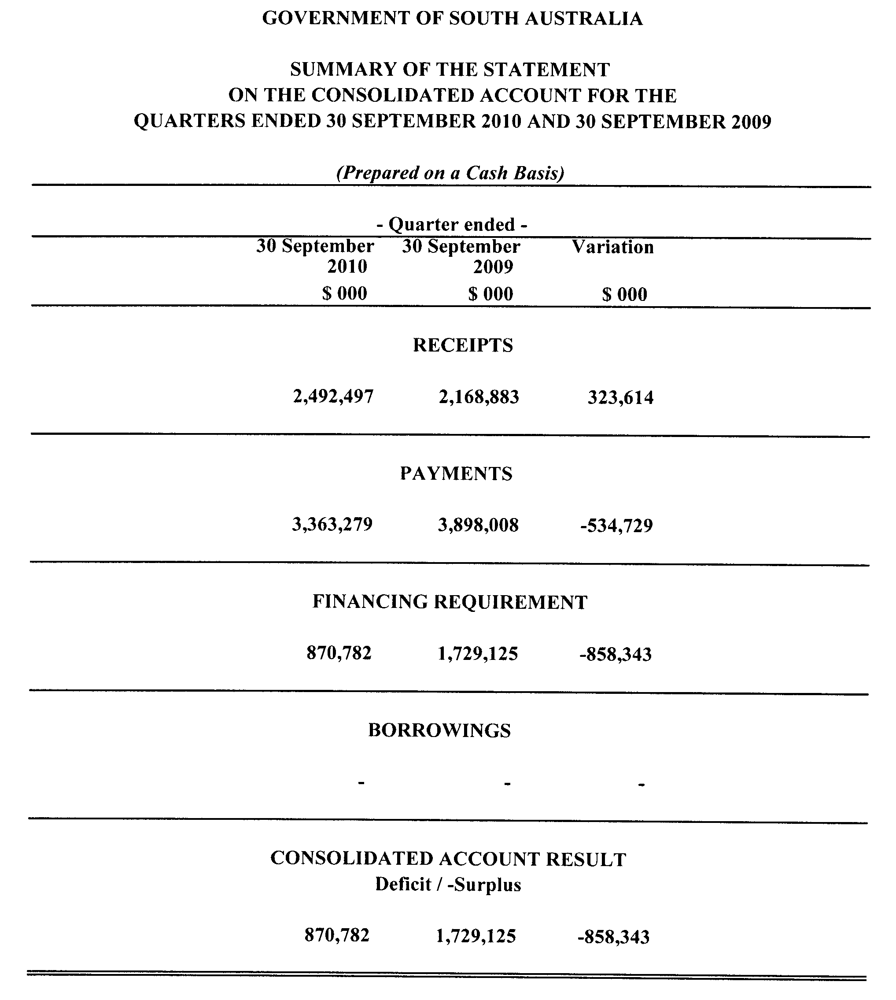 GOVERNMENT OF SOUTH AUSTRALIA
SUMMARY OF THE STATEMENT
ON THE CONSOLIDATED ACCOUNT FOR THE
QUARTERS ENDED 30 SEPTEMBER 2010 AND 30 SEPTEMBER 2009
(Prepared on a Cash Basis)
- Quarter ended -
30 September 30 September Variation
2010 2009
$ 000 $ 000 $ 000
RECEIPTS
2,492,497 2,168,883 323,614
PAYMENTS
3,363,279 3,898,008 -534,729
FINANCING REQUIREMENT
870,782 1,729,125 -858,343
BORROWINGS
- - -
CONSOLIDATED ACCOUNT RESULT
Deficit / -Surplus
870,782 1,729,125 -858,343